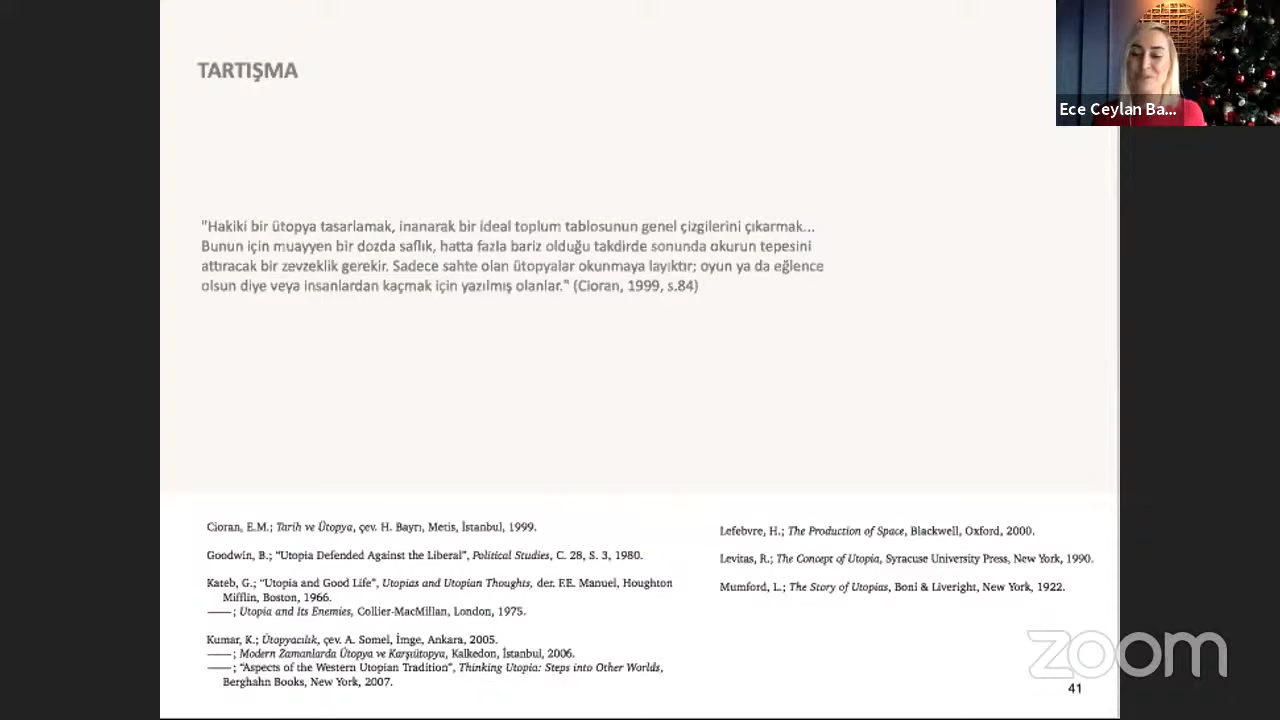 TARTIŞMA
Ece Ceylan Ba...
"Hakiki bir ütopya tasarlamak, inanarak bir ideal toplum tablosunun genel çizgilerini çıkarmak...
Bunun için muayyen bir dozda saflık, hatta fazla bariz olduğu takdirde sonunda okurun tepesini
attıracak bir zevzeklik gerekir. Sadece sahte olan ütopyalar okunmaya layıktır; oyun ya da eğlence
olsun diye veya insanlardan kaçmak için yazılmış olanlar." (Cioran, 1999, s.84)
Cioran, E.M.; Tarih ve Ütopya, çev. H. Bayrı, Metis, İstanbul, 1999.
Goodwin, B.; "Utopia Defended Against the Liberal", Political Studies, C. 28, S. 3, 1980.
Kateb, G.; "Utopia and Good Life", Utopias and Utopian Thoughts, der. F.E. Manuel, Houghton
Mifflin, Boston, 1966.
——; Utopia and Its Enemies, Collier-MacMillan, London, 1975.
Kumar, K.; Ütopyacılık, çev. A. Somel, İmge, Ankara, 2005.
——; Modern Zamanlarda Ütopya ve Karşıütopya, Kalkedon, İstanbul, 2006.
——; "Aspects of the Western Utopian Tradition", Thinking Utopia: Steps into Other Worlds,
Berghahn Books, New York, 2007.
Lefebvre, H.; The Production of Space, Blackwell, Oxford, 2000.
Levitas, R.; The Concept of Utopia, Syracuse University Press, New York, 1990.
Mumford, L.; The Story of Utopias, Boni & Liveright, New York, 1922.
zoom
41